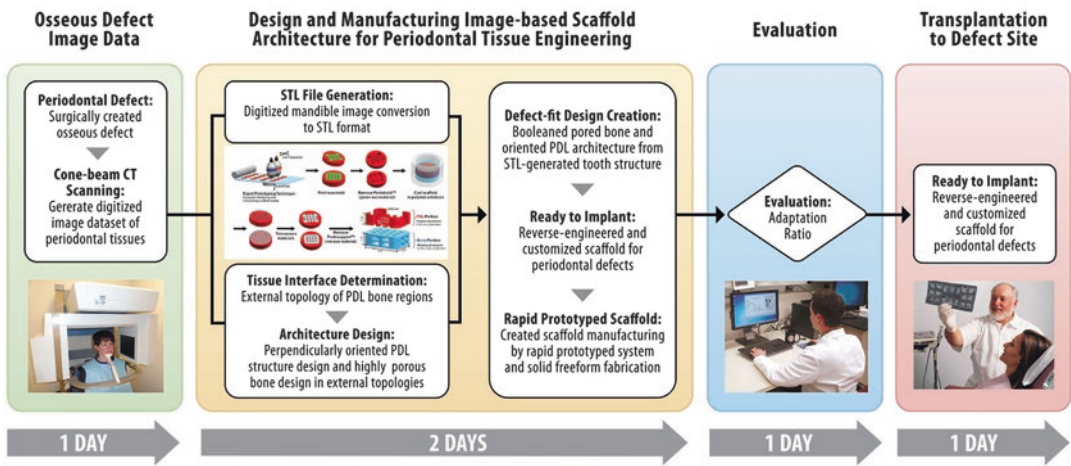 Osseous Defect
Image Data
Design and Manufacturing Image-based Scaffold
Architecture for Periodontal Tissue Engineering
Evaluation
Transplantation
to Defect Site
Periodontal Defect:
Surgically created
osseous defect
Cone-beam CT
Scanning:
Gererate digitized
image dataset of
periodontal tissues
STL File Generation:
Digitized mandible image conversion
to STL format
Rapid Prototyping Technique:
Tissue Interface Determination:
External topology of PDL bone regions
Architecture Design:
Perpendicularly oriented PDL
structure design and highly porous
bone design in external topologies
Defect-fit Design Creation:
Booleaned pored bone and
oriented PDL architecture from
STL-generated tooth structure
Ready to Implant:
Reverse-engineered and
customized scaffold for
periodontal defects
Rapid Prototyped Scaffold:
Created scaffold manufacturing
by rapid prototyped system
and solid freeform fabrication
Evaluation:
Adaptation
Ratio
Ready to Implant:
Reverse-engineered
and customized
scaffold for
periodontal defects
1 DAY
2 DAYS
1 DAY
1 DAY